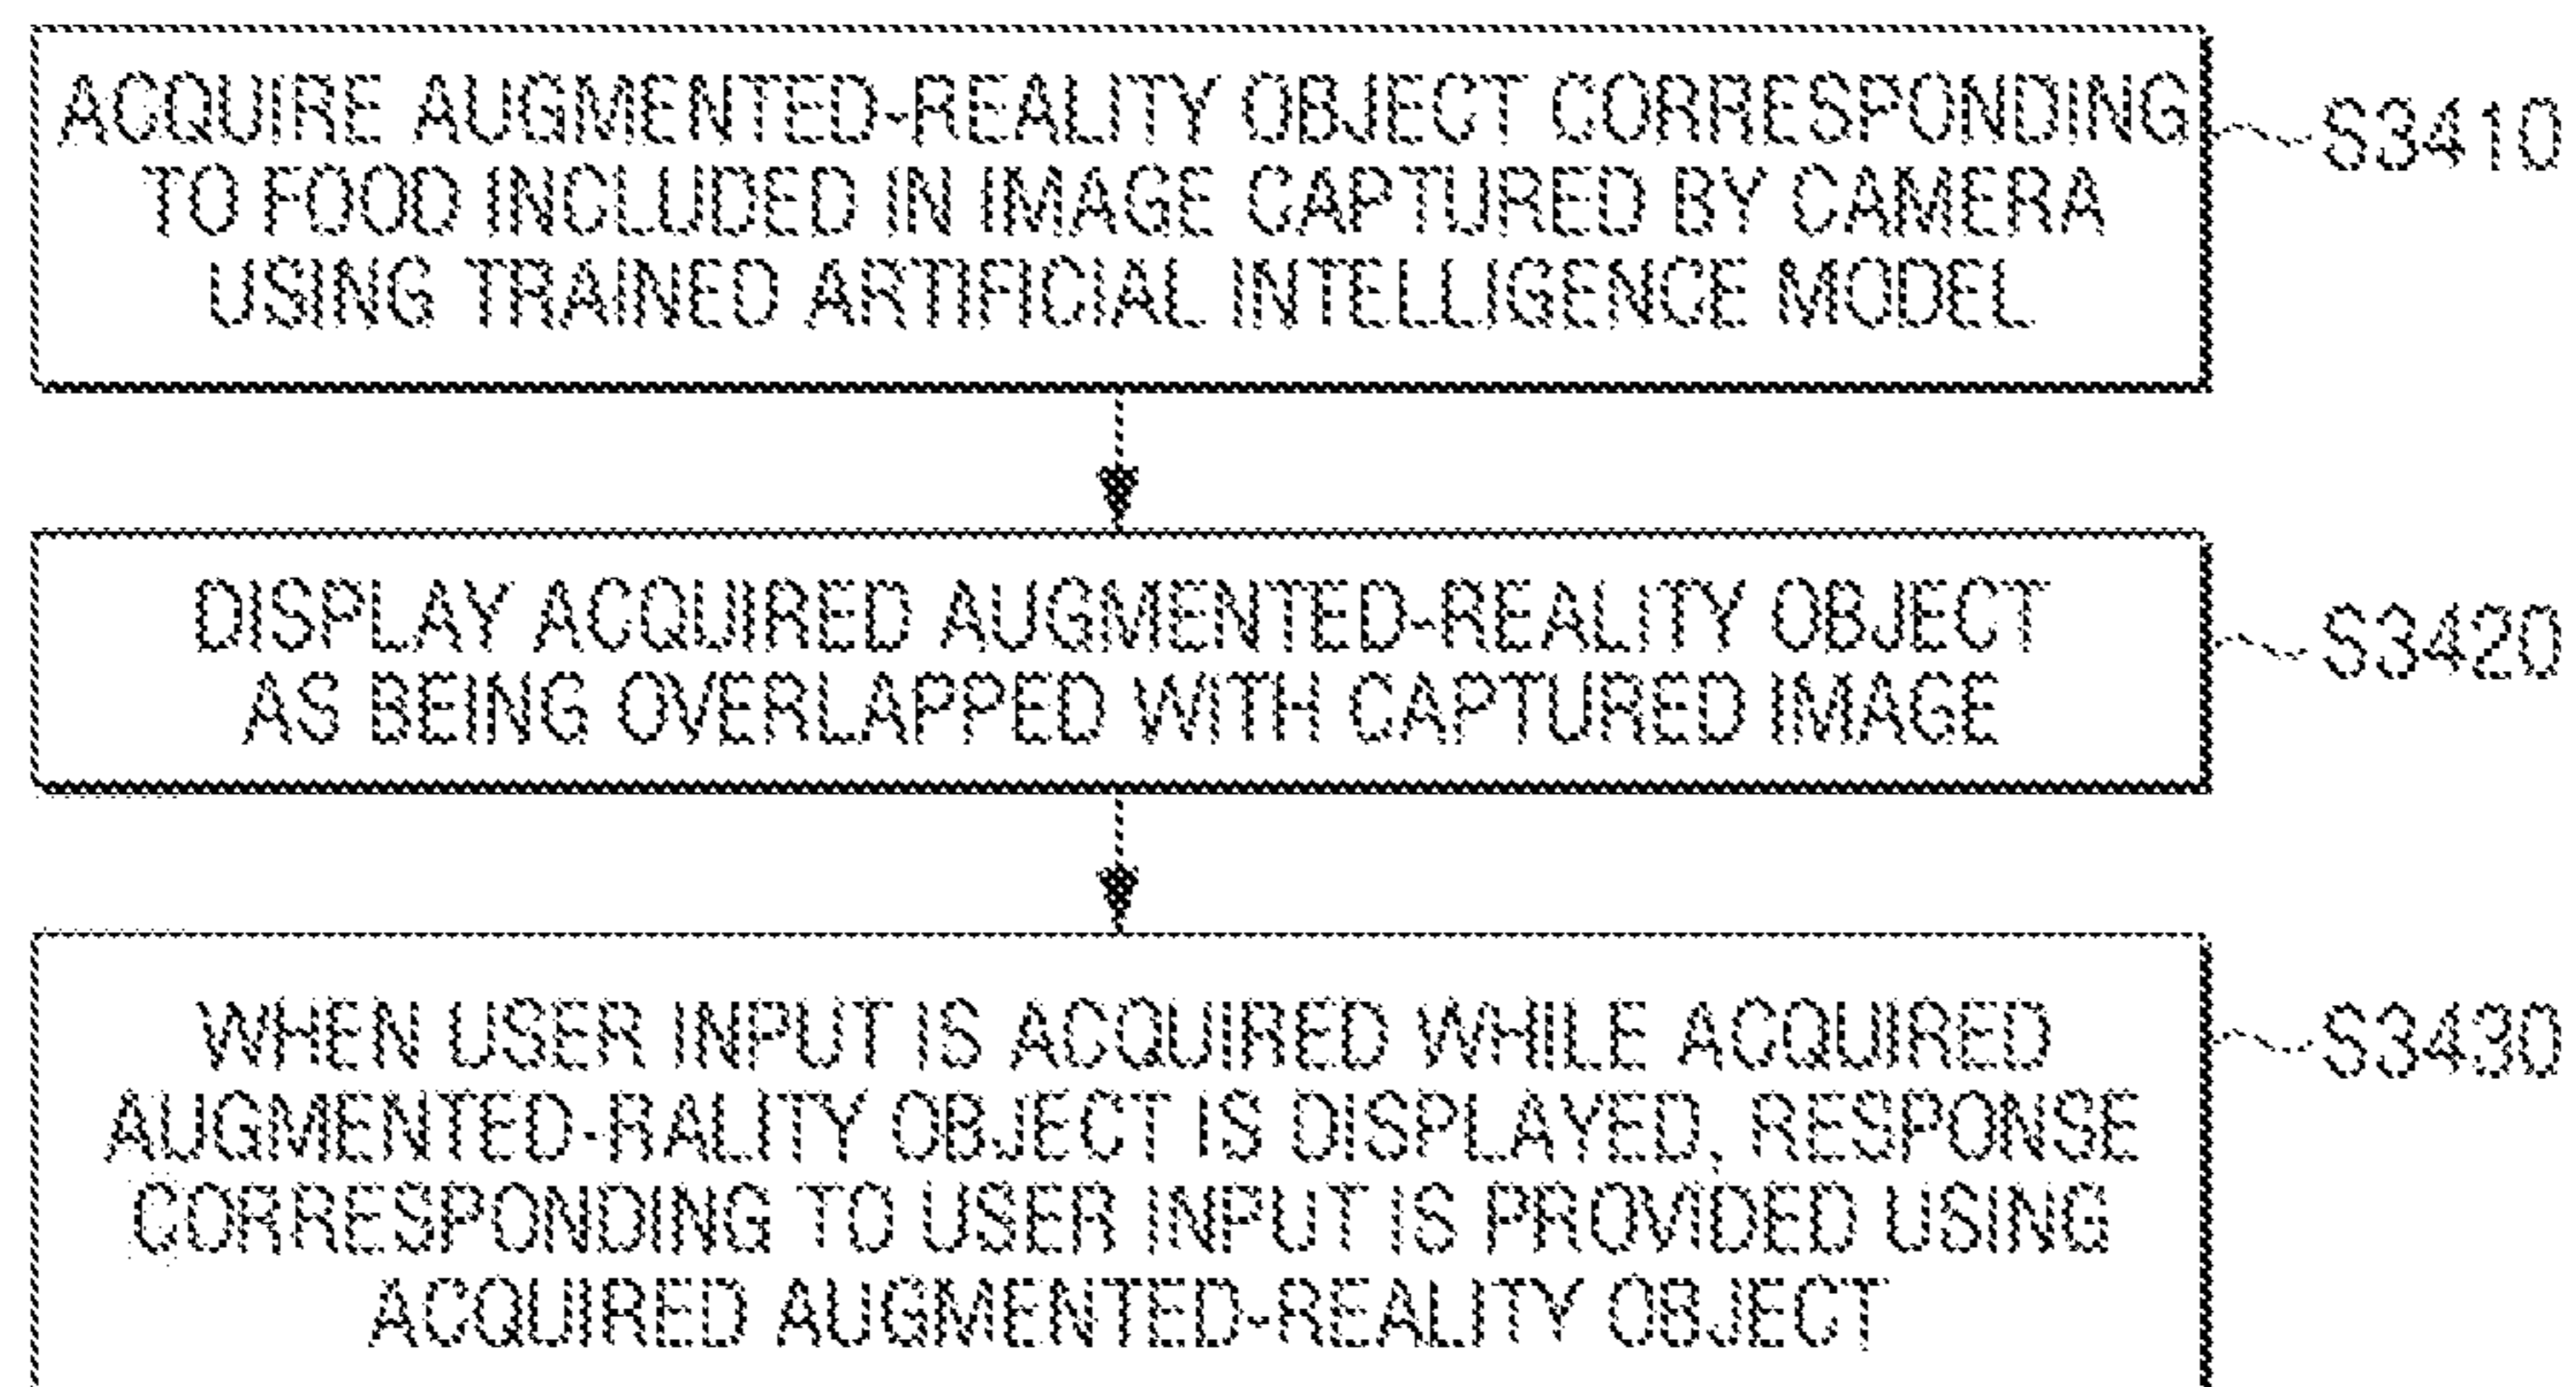 ACQUIRE AUGMENTED-REALITY OBJECT CORRESPONDING
TO FOOD INCLUDED IN IMAGE CAPTURED BY CAMERA
USING TRAINED ARTIFICIAL INTELLIGENCE MODEL
S3410
DISPLAY ACQUIRED AUGMENTED-REALITY OBJECT
AS BEING OVERLAPPED WITH CAPTURED IMAGE
S3420
WHEN USER INPUT IS ACQUIRED WHILE ACQUIRED
AUGMENTED-RALITY OBJECT IS DISPLAYED, RESPONSE
CORRESPONDING TO USER INPUT IS PROVIDED USING
ACQUIRED AUGMENTED-REALITY OBJECT
S3430